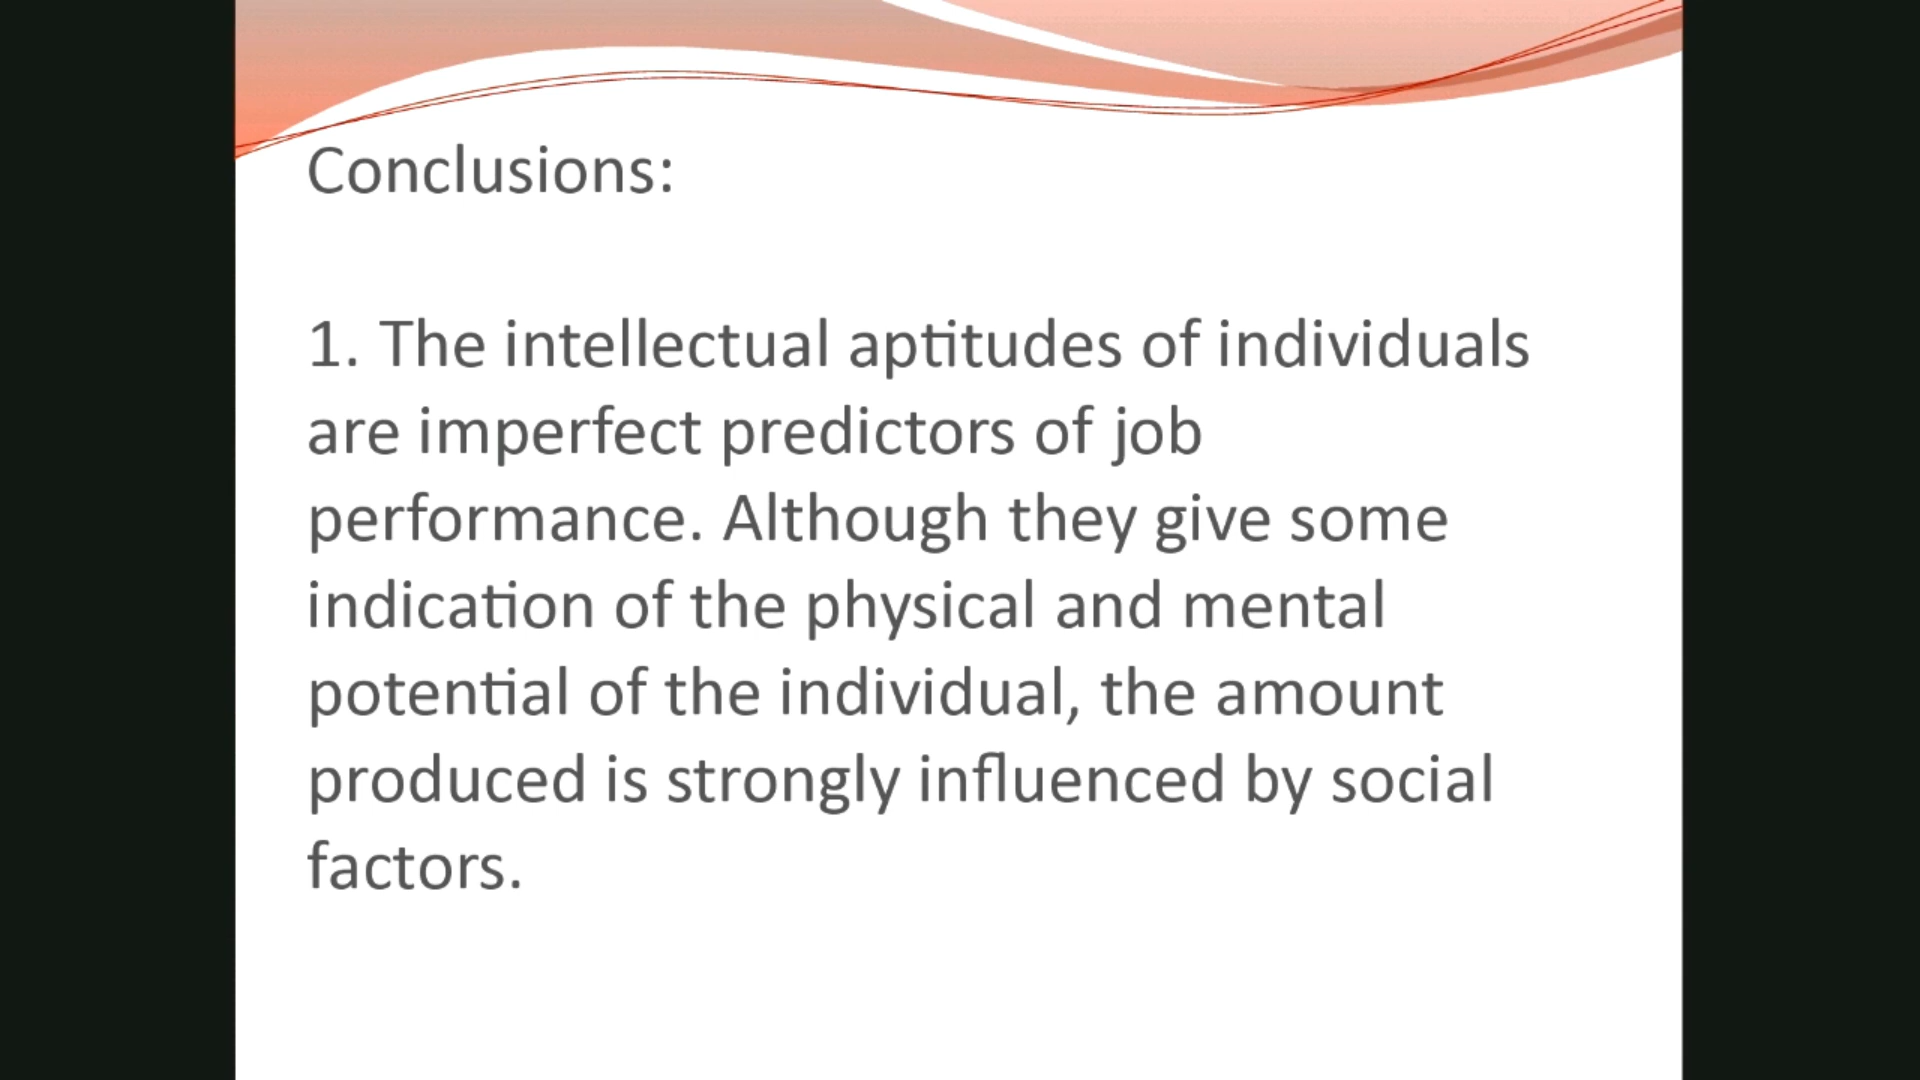 Conclusions:
1. The intellectual aptitudes of individuals
are imperfect predictors of job
performance. Although they give some
indication of the physical and mental
potential of the individual, the amount
produced is strongly influenced by social
factors.